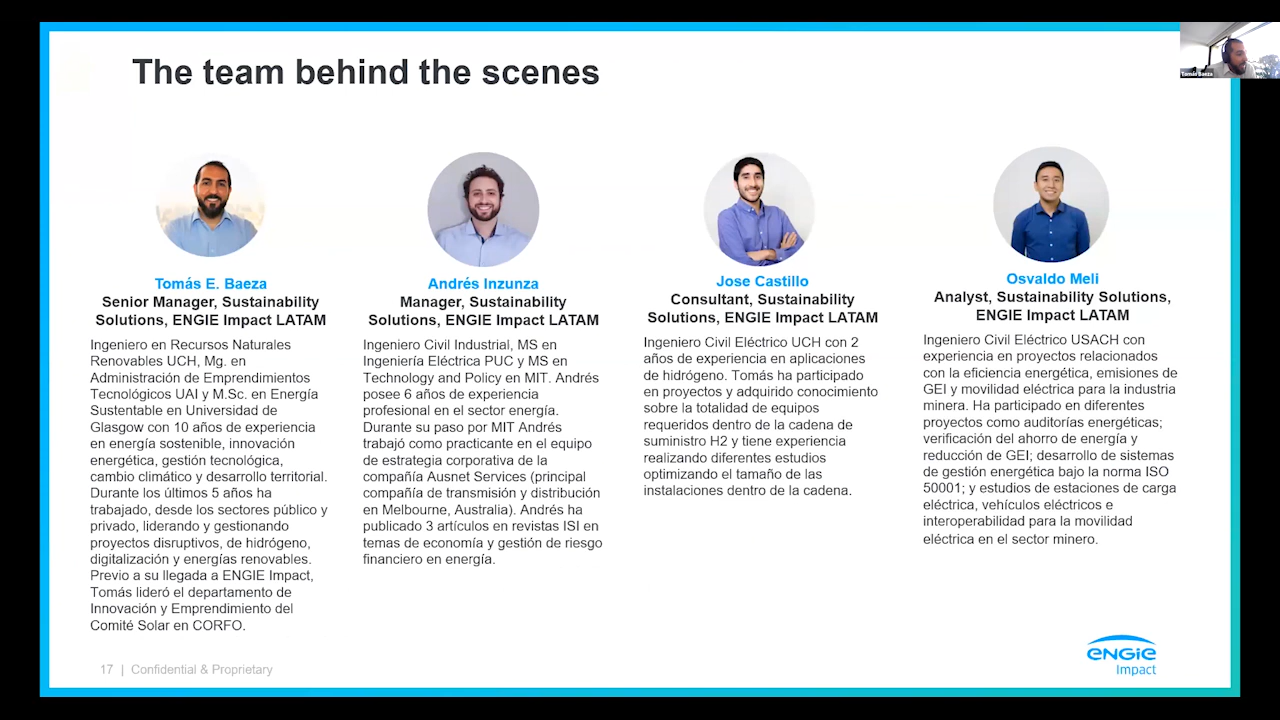 The team behind the scenes
Tomás Baeza
Tomás E. Baeza
Senior Manager, Sustainability
Solutions, ENGIE Impact LATAM
Ingeniero en Recursos Naturales
Renovables UCH, Mg. en
Administración de Emprendimientos
Tecnológicos UAI y M.Sc. en Energía
Sustentable en Universidad de
Glasgow con 10 años de experiencia
en energía sostenible, innovación
energética, gestión tecnológica,
cambio climático y desarrollo territorial.
Durante los últimos 5 años ha
trabajado, desde los sectores público y
privado, liderando y gestionando
proyectos disruptivos, de hidrógeno,
digitalización y energías renovables.
Previo a su llegada a ENGIE Impact,
Tomás lideró el departamento de
Innovación y Emprendimiento del
Comité Solar en CORFO.
Andrés Inzunza
Manager, Sustainability
Solutions, ENGIE Impact LATAM
Ingeniero Civil Industrial, MS en
Ingeniería Eléctrica PUC y MS en
Technology and Policy en MIT. Andrés
posee 6 años de experiencia
profesional en el sector energía.
Durante su paso por MIT Andrés
trabajó como practicante en el equipo
de estrategia corporativa de la
compañía Ausnet Services (principal
compañía de transmisión y distribución
en Melbourne, Australia). Andrés ha
publicado 3 artículos en revistas ISI en
temas de economía y gestión de riesgo
financiero en energía.
Jose Castillo
Consultant, Sustainability
Solutions, ENGIE Impact LATAM
Ingeniero Civil Eléctrico UCH con 2
años de experiencia en aplicaciones
de hidrógeno. Tomás ha participado
en proyectos y adquirido conocimiento
sobre la totalidad de equipos
requeridos dentro de la cadena de
suministro H2 y tiene experiencia
realizando diferentes estudios
optimizando el tamaño de las
instalaciones dentro de la cadena.
Osvaldo Meli
Analyst, Sustainability Solutions,
ENGIE Impact LATAM
Ingeniero Civil Eléctrico USACH con
experiencia en proyectos relacionados
con la eficiencia energética, emisiones de
GEI y movilidad eléctrica para la industria
minera. Ha participado en diferentes
proyectos como auditorías energéticas;
verificación del ahorro de energía y
reducción de GEI; desarrollo de sistemas
de gestión energética bajo la norma ISO
50001; y estudios de estaciones de carga
eléctrica, vehículos eléctricos e
interoperabilidad para la movilidad
eléctrica en el sector minero.
17 | Confidential & Proprietary
ENGIE
Impact